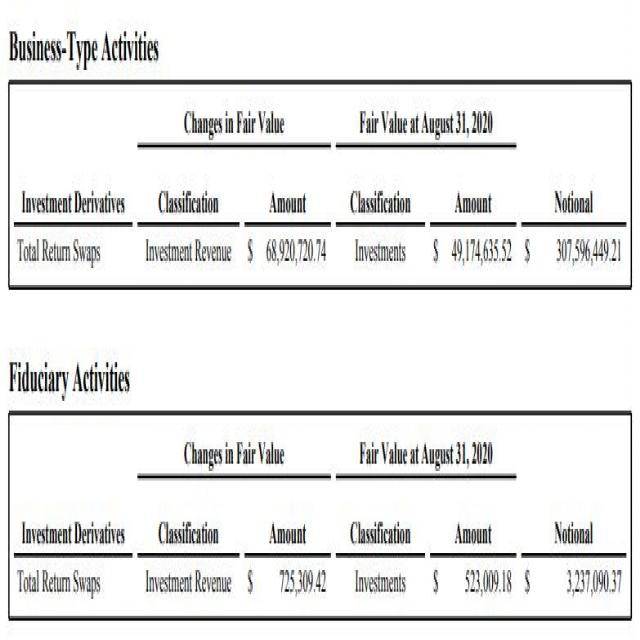 Business-Type Activities
Changes in Fair Value Fair Value at August 31, 2020
Investment Derivatives Classification Amount Classification Amount Notional
Total Return Swaps Investment Revenue $ 68,920,720.74 Investments $ 49,174,635.52 $ 307,596,449.21
Fiduciary Activities
Changes in Fair Value Fair Value at August 31, 2020
Investment Derivatives Classification Amount Classification Amount Notional
Total Return Swaps Investment Revenue $ 725,309.42 Investments $ 523,009.18 $ 3,237,090.37